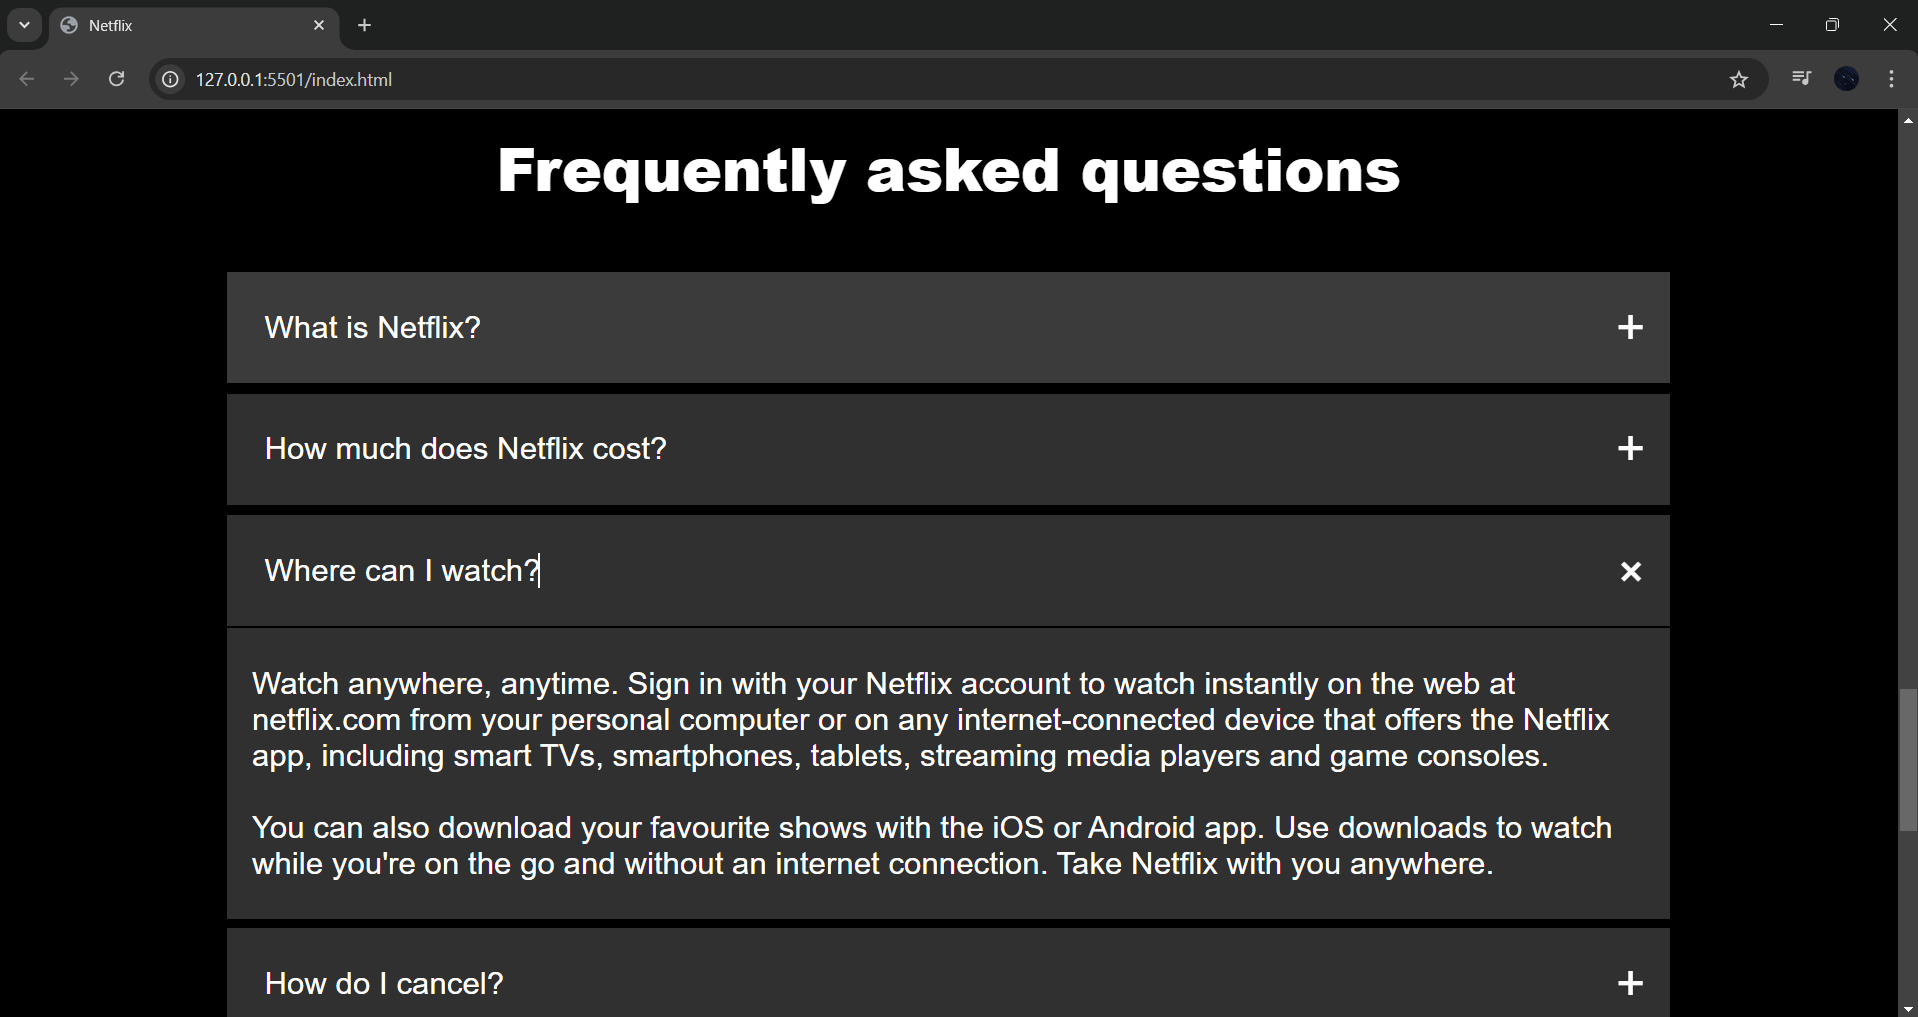 Netflix
127.0.0.1:5501/index.html
Frequently asked questions
What is Netflix?
How much does Netflix cost?
Where can I watch?
Watch anywhere, anytime. Sign in with your Netflix account to watch instantly on the web at
netflix.com from your personal computer or on any internet-connected device that offers the Netflix
app, including smart TVs, smartphones, tablets, streaming media players and game consoles.
You can also download your favourite shows with the iOS or Android app. Use downloads to watch
while you're on the go and without an internet connection. Take Netflix with you anywhere.
How do I cancel?